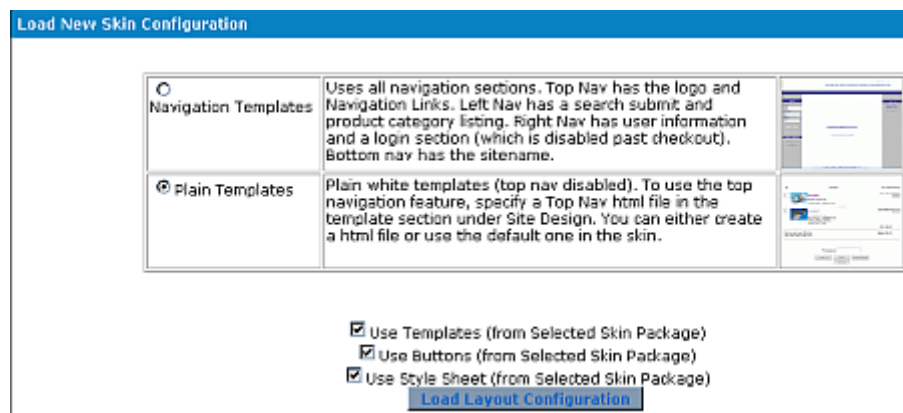 Load New Skin Configuration
Navigation Templates
Uses all navigation sections. Top Nav has the logo and
Navigation Links. Left Nav has a search submit and
product category listing. Right Nav has user information
and a login section (which is disabled past checkout).
Bottom nav has the sitename.
Plain Templates
Plain white templates (top nav disabled). To use the top
navigation feature, specify a Top Nav html file in the
template section under Site Design. You can either create
a html file or use the default one in the skin.
Use Templates (from Selected Skin Package)
Use Buttons (from Selected Skin Package)
Use Style Sheet (from Selected Skin Package)
Load Layout Configuration